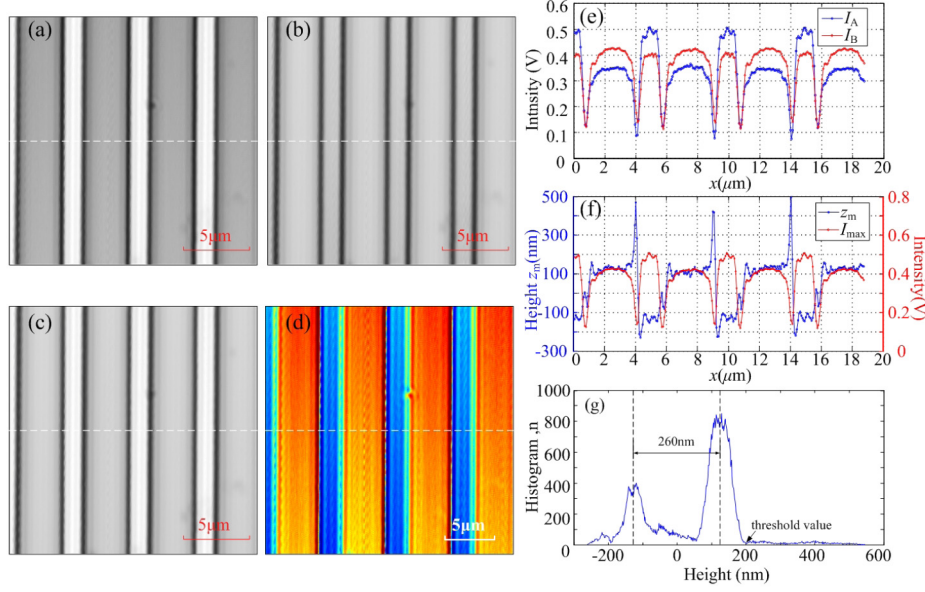 (a)
5μm
(b)
5μm
(c)
5μm
(d)
5μm
(e)
I_A
I_B
Intnsity (V)
0.6
0.5
0.4
0.3
0.2
0.1
0
0 2 4 6 8 10 12 14 16 18 20
x(μm)
(f)
z_m
I_max
Height z_m(nm)
500
300
100
-100
-300
Intensity(V)
0.8
0.6
0.4
0.2
0
0 2 4 6 8 10 12 14 16 18 20
x(μm)
(g)
Histogram ,n
1000
800
600
400
200
0
260nm
threshold value
-200 0 200 400 600
Height (nm)